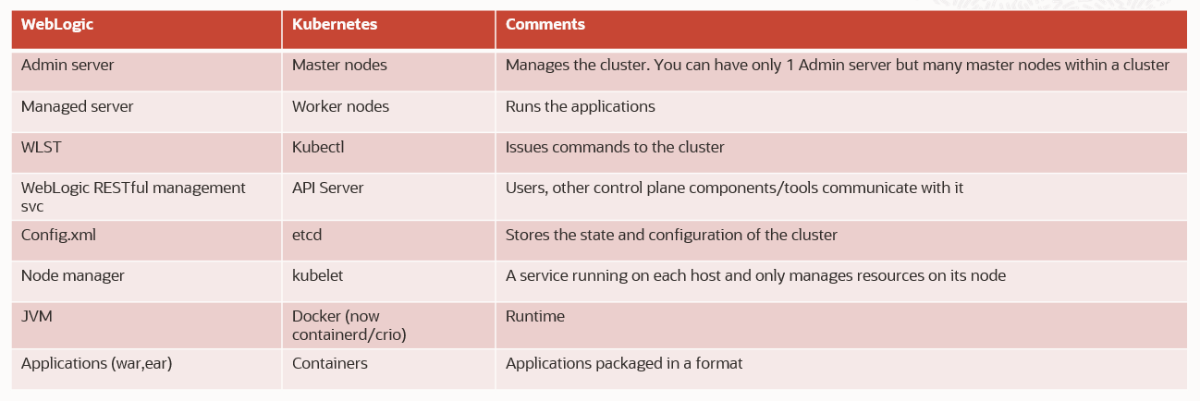 WebLogic Kubernetes Comments
Admin server Master nodes Manages the cluster. You can have only 1 Admin server but many master nodes within a cluster
Managed server Worker nodes Runs the applications
WLST Kubectl Issues commands to the cluster
WebLogic RESTful management API Server Users, other control plane components/tools communicate with it
svc
Config.xml etcd Stores the state and configuration of the cluster
Node manager kubelet A service running on each host and only manages resources on its node
JVM Docker (now Runtime
containerd/crio)
Applications (war,ear) Containers Applications packaged in a format